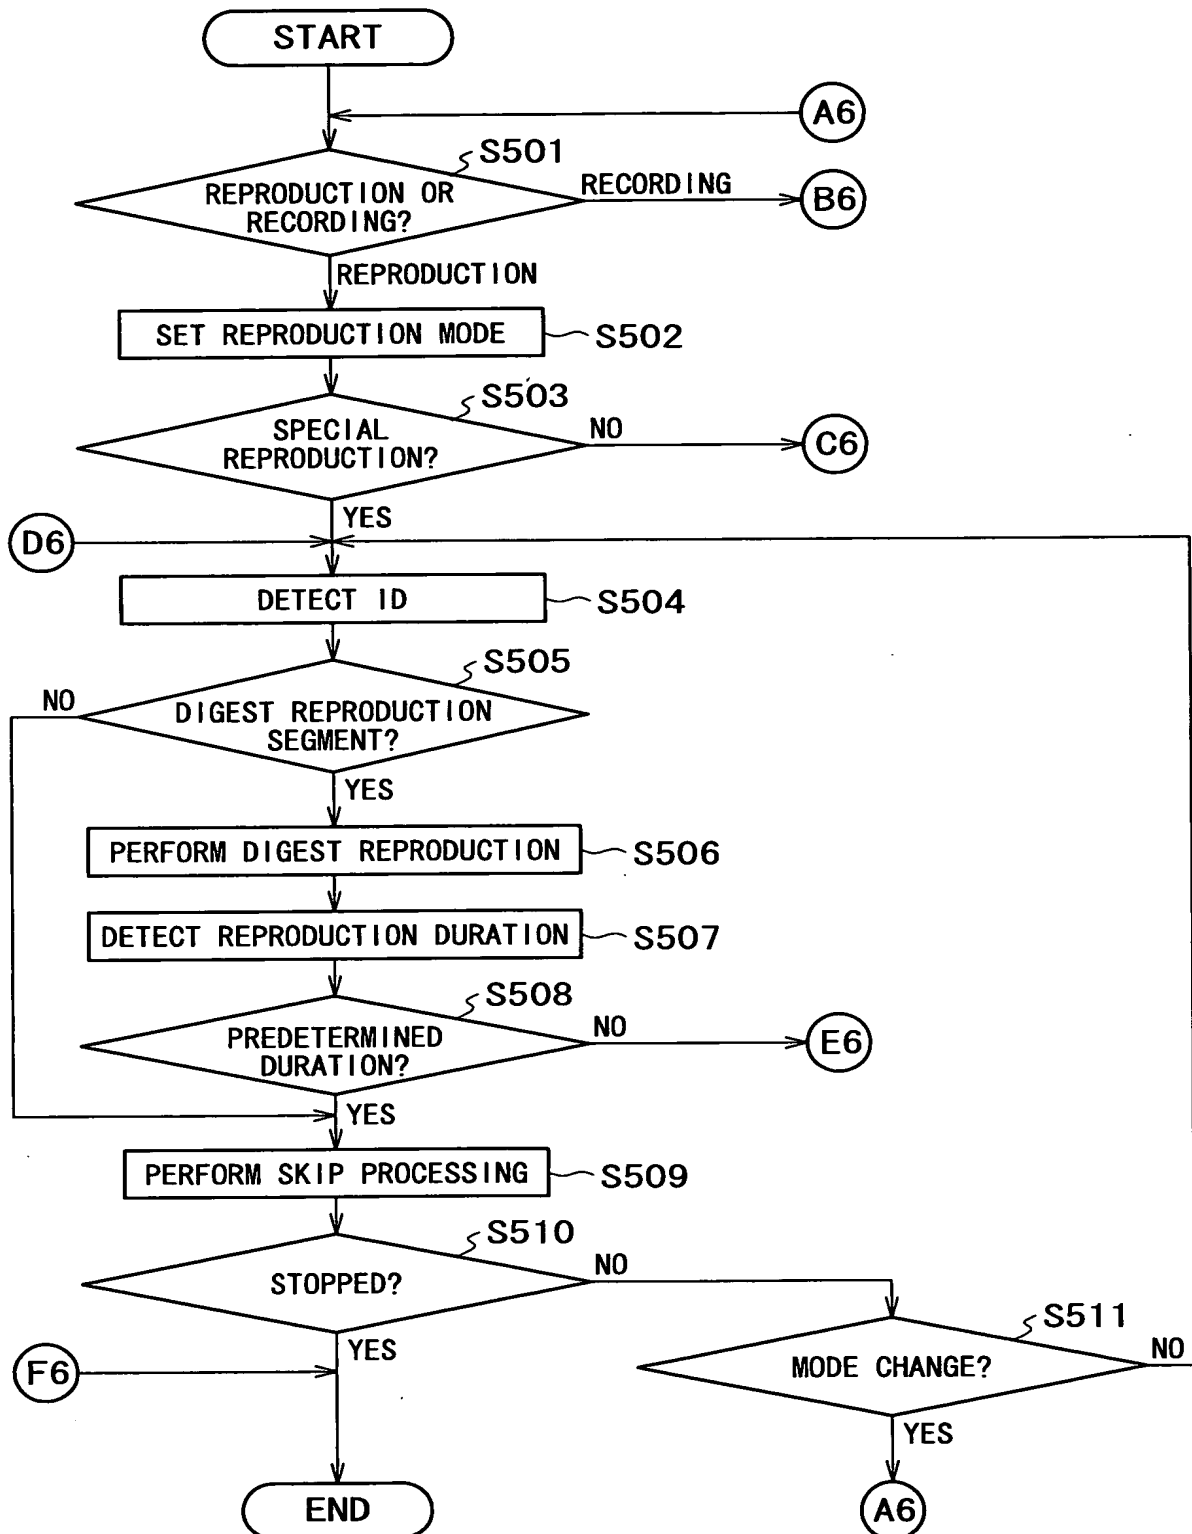 START
A6
S501
REPRODUCTION OR
RECORDING?
RECORDING
B6
REPRODUCTION
SET REPRODUCTION MODE
S502
S503
SPECIAL
REPRODUCTION?
NO
C6
YES
D6
DETECT ID
S504
S505
NO
DIGEST REPRODUCTION
SEGMENT?
YES
PERFORM DIGEST REPRODUCTION
S506
DETECT REPRODUCTION DURATION
S507
S508
PREDETERMINED
DURATION?
NO
E6
YES
PERFORM SKIP PROCESSING
S509
S510
STOPPED?
NO
S511
MODE CHANGE?
NO
YES
F6
YES
END
A6